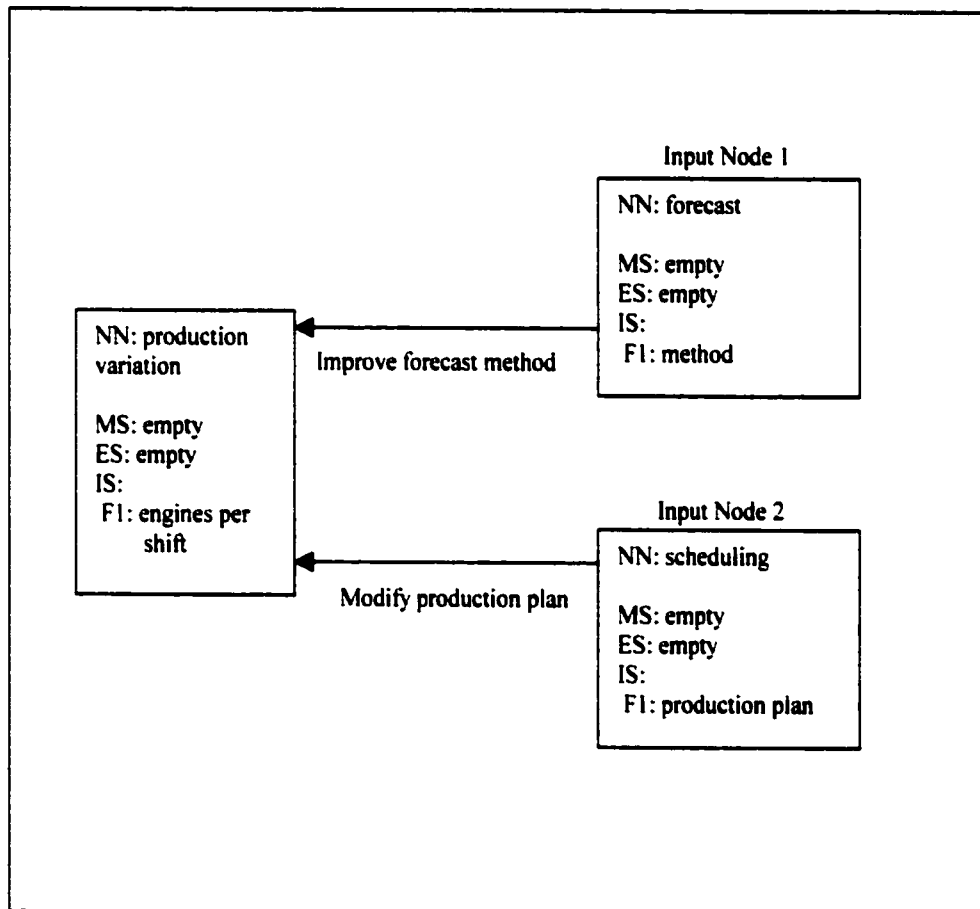 Input Node 1
NN: forecast
MS: empty
ES: empty
IS:
F1: method
NN: production
variation
MS: empty
ES: empty
IS:
F1: engines per
shift
Improve forecast method
Modify production plan
Input Node 2
NN: scheduling
MS: empty
ES: empty
IS:
F1: production plan